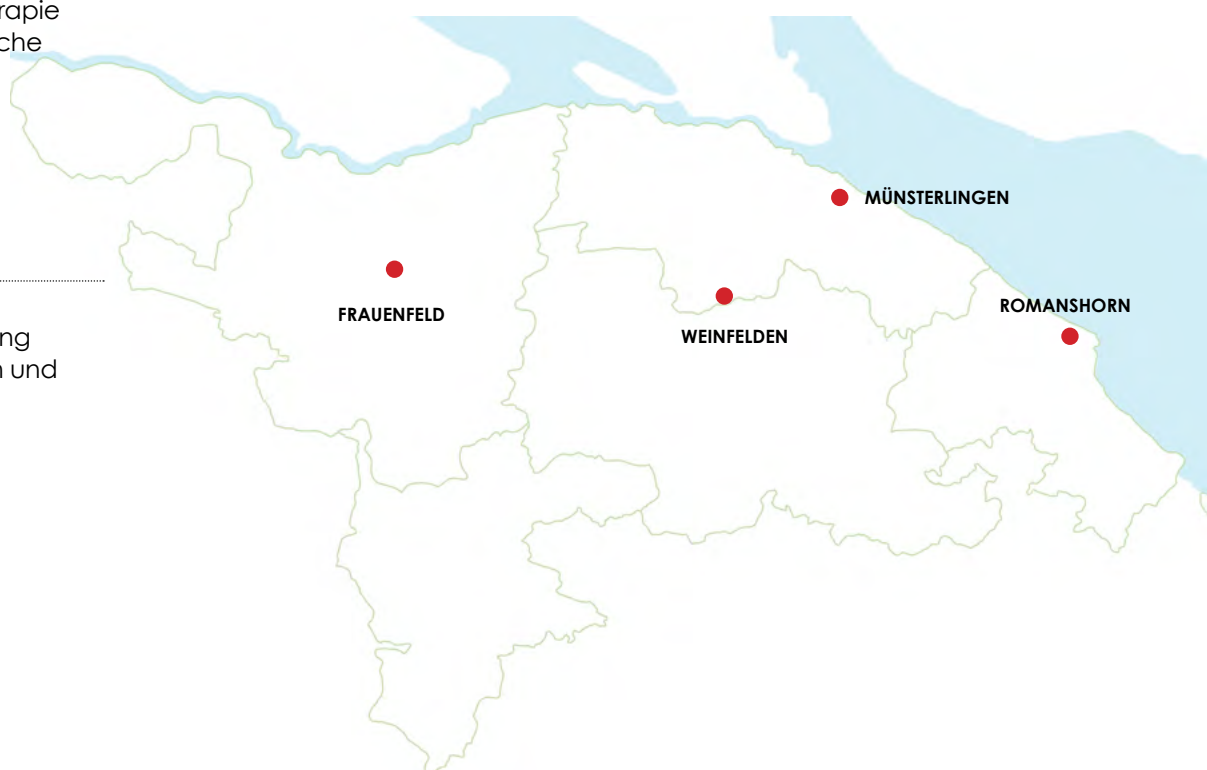 rapie
che
ng
n und
MÜNSTERLINGEN
FRAUENFELD
WEINFELDEN
ROMANSHORN